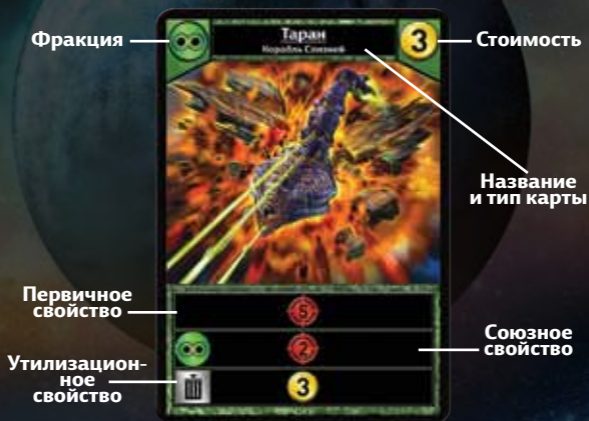 Фракция
Таран
Корабль Слизней
3
Стоимость
Название
и тип карты
Первичное
свойство
5
Союзное
свойство
2
Утилизацион-
ное
свойство
3